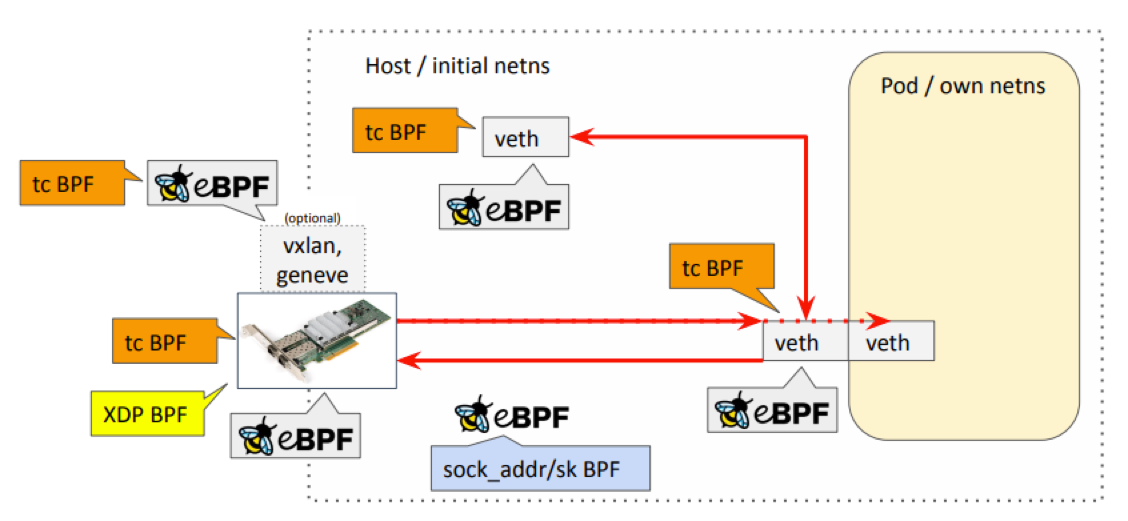 Host / initial netns
Pod / own netns
tc BPF
veth
eBPF
tc BPF
eBPF
(optional)
vxlan,
geneve
tc BPF
tc BPF
veth
veth
XDP BPF
eBPF
eBPF
eBPF
sock_addr/sk BPF